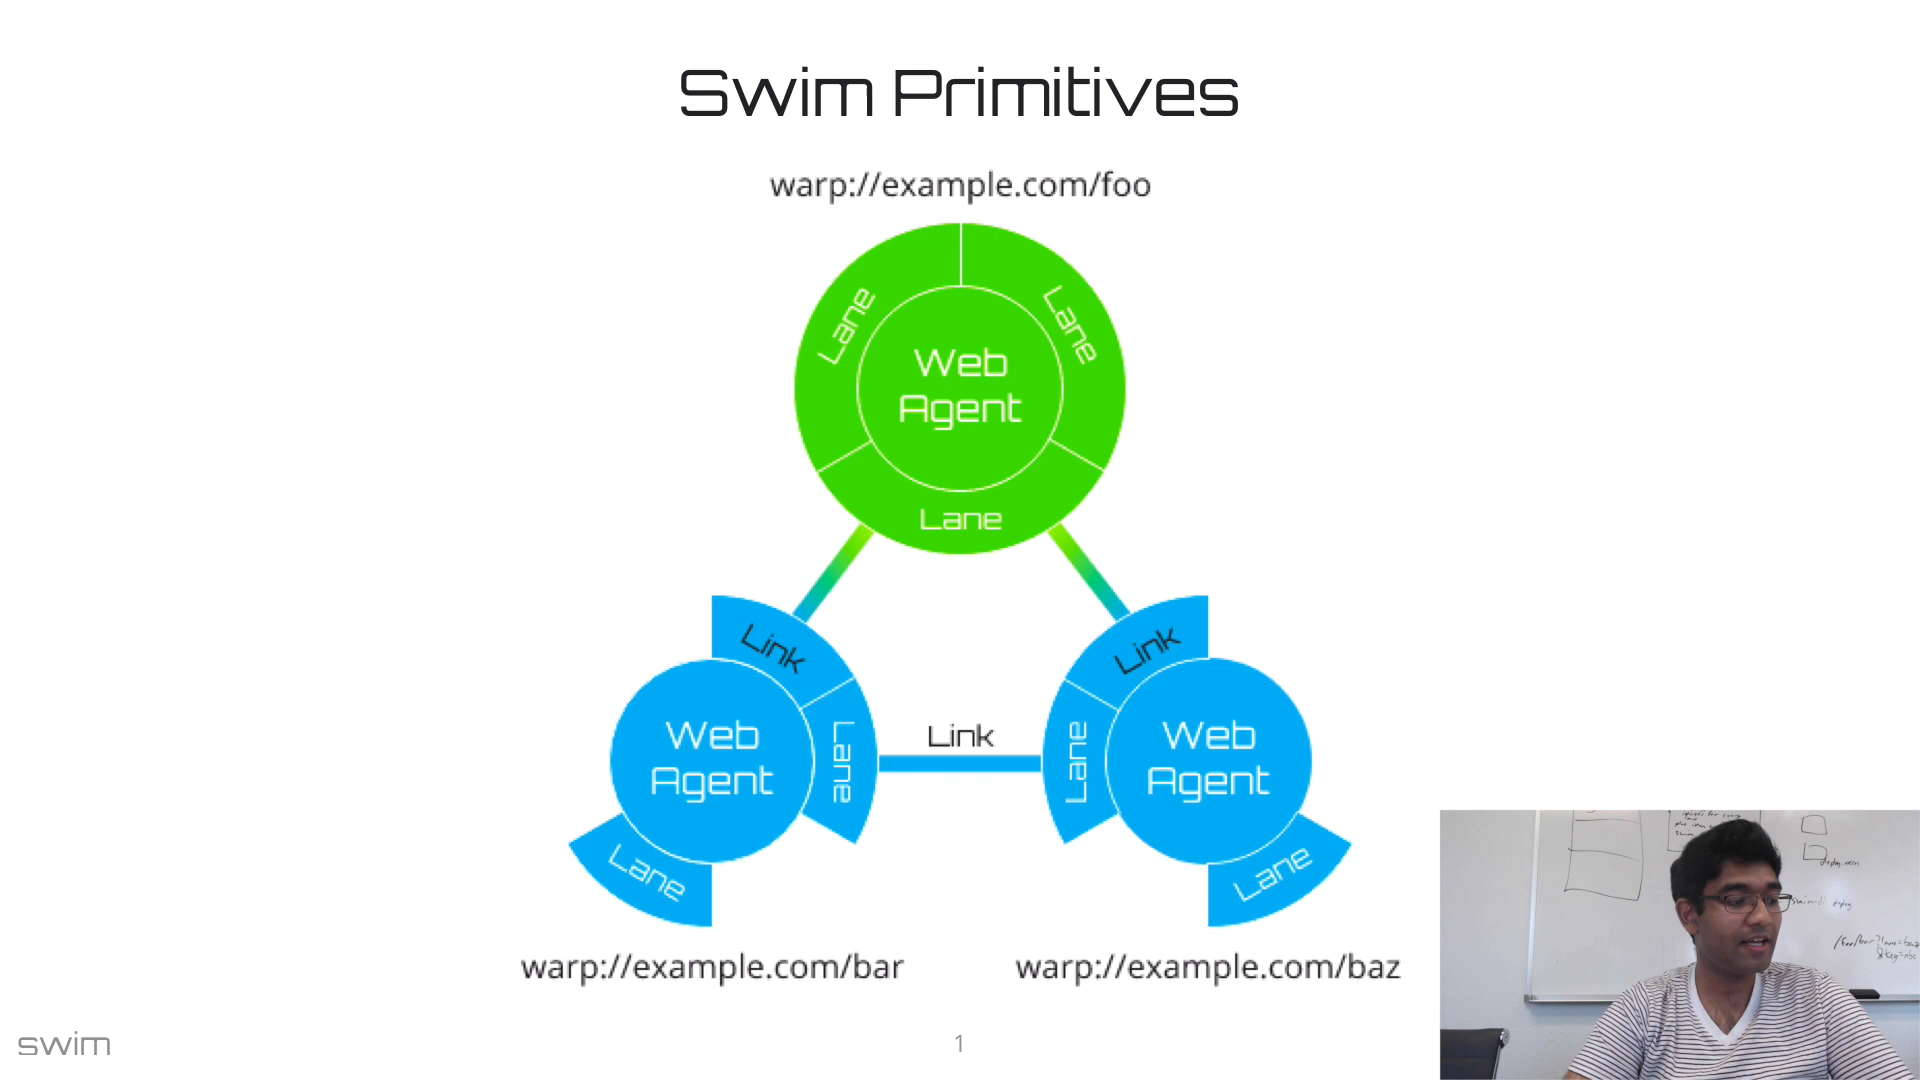 Swim Primitives
warp://example.com/foo
Lane
Lane
Web
Agent
Lane
Link
Link
Link
Web
Agent
Lane
Lane
Web
Agent
Lane
Lane
warp://example.com/bar
warp://example.com/baz
swim
1